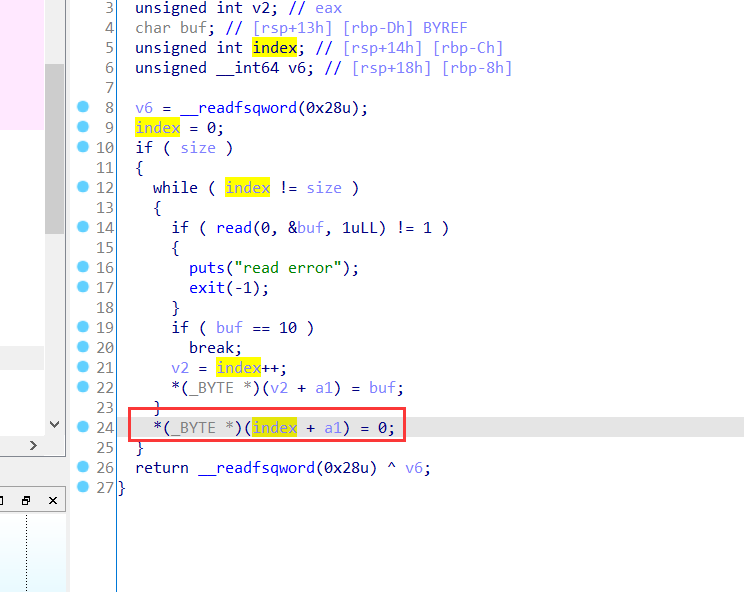 3 unsigned int v2; // eax
4 char buf; // [rsp+13h] [rbp-Dh] BYREF
5 unsigned int index; // [rsp+14h] [rbp-Ch]
6 unsigned __int64 v6; // [rsp+18h] [rbp-8h]
7
8 v6 = __readfsqword(0x28u);
9 index = 0;
10 if ( size )
11 {
12 while ( index != size )
13 {
14 if ( read(0, &buf, 1uLL) != 1 )
15 {
16 puts("read error");
17 exit(-1);
18 }
19 if ( buf == 10 )
20 break;
21 v2 = index++;
22 *(_BYTE *)(v2 + a1) = buf;
23 }
24 *(_BYTE *)(index + a1) = 0;
25 }
26 return __readfsqword(0x28u) ^ v6;
27 }